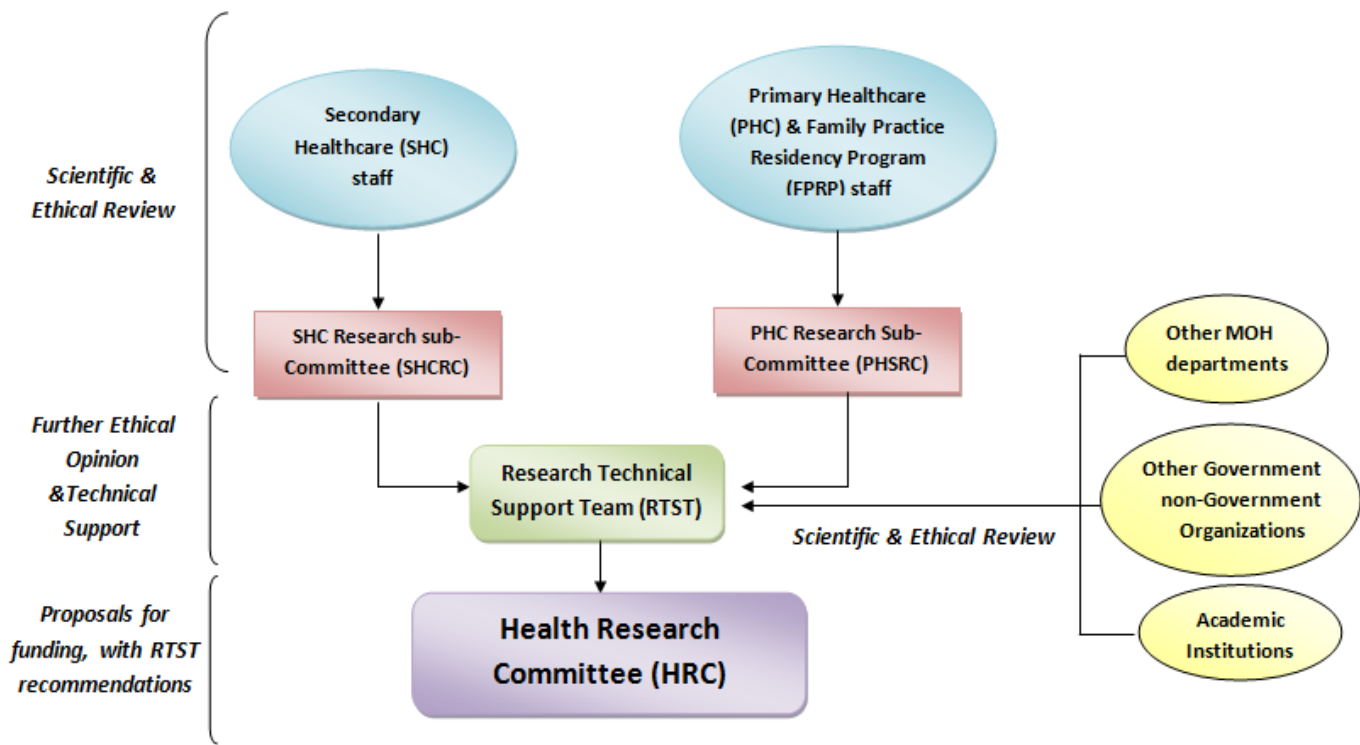 Scientific &
Ethical Review
Secondary
Healthcare (SHC)
staff
Primary Healthcare
(PHC) & Family Practice
Residency Program
(FPRP) staff
SHC Research sub-
Committee (SHCRC)
PHC Research Sub-
Committee (PHSRC)
Other MOH
departments
Further Ethical
Opinion
&Technical
Support
Research Technical
Support Team (RTST)
Other Government
non-Government
Organizations
Scientific & Ethical Review
Academic
Institutions
Proposals for
funding, with RTST
recommendations
Health Research
Committee (HRC)